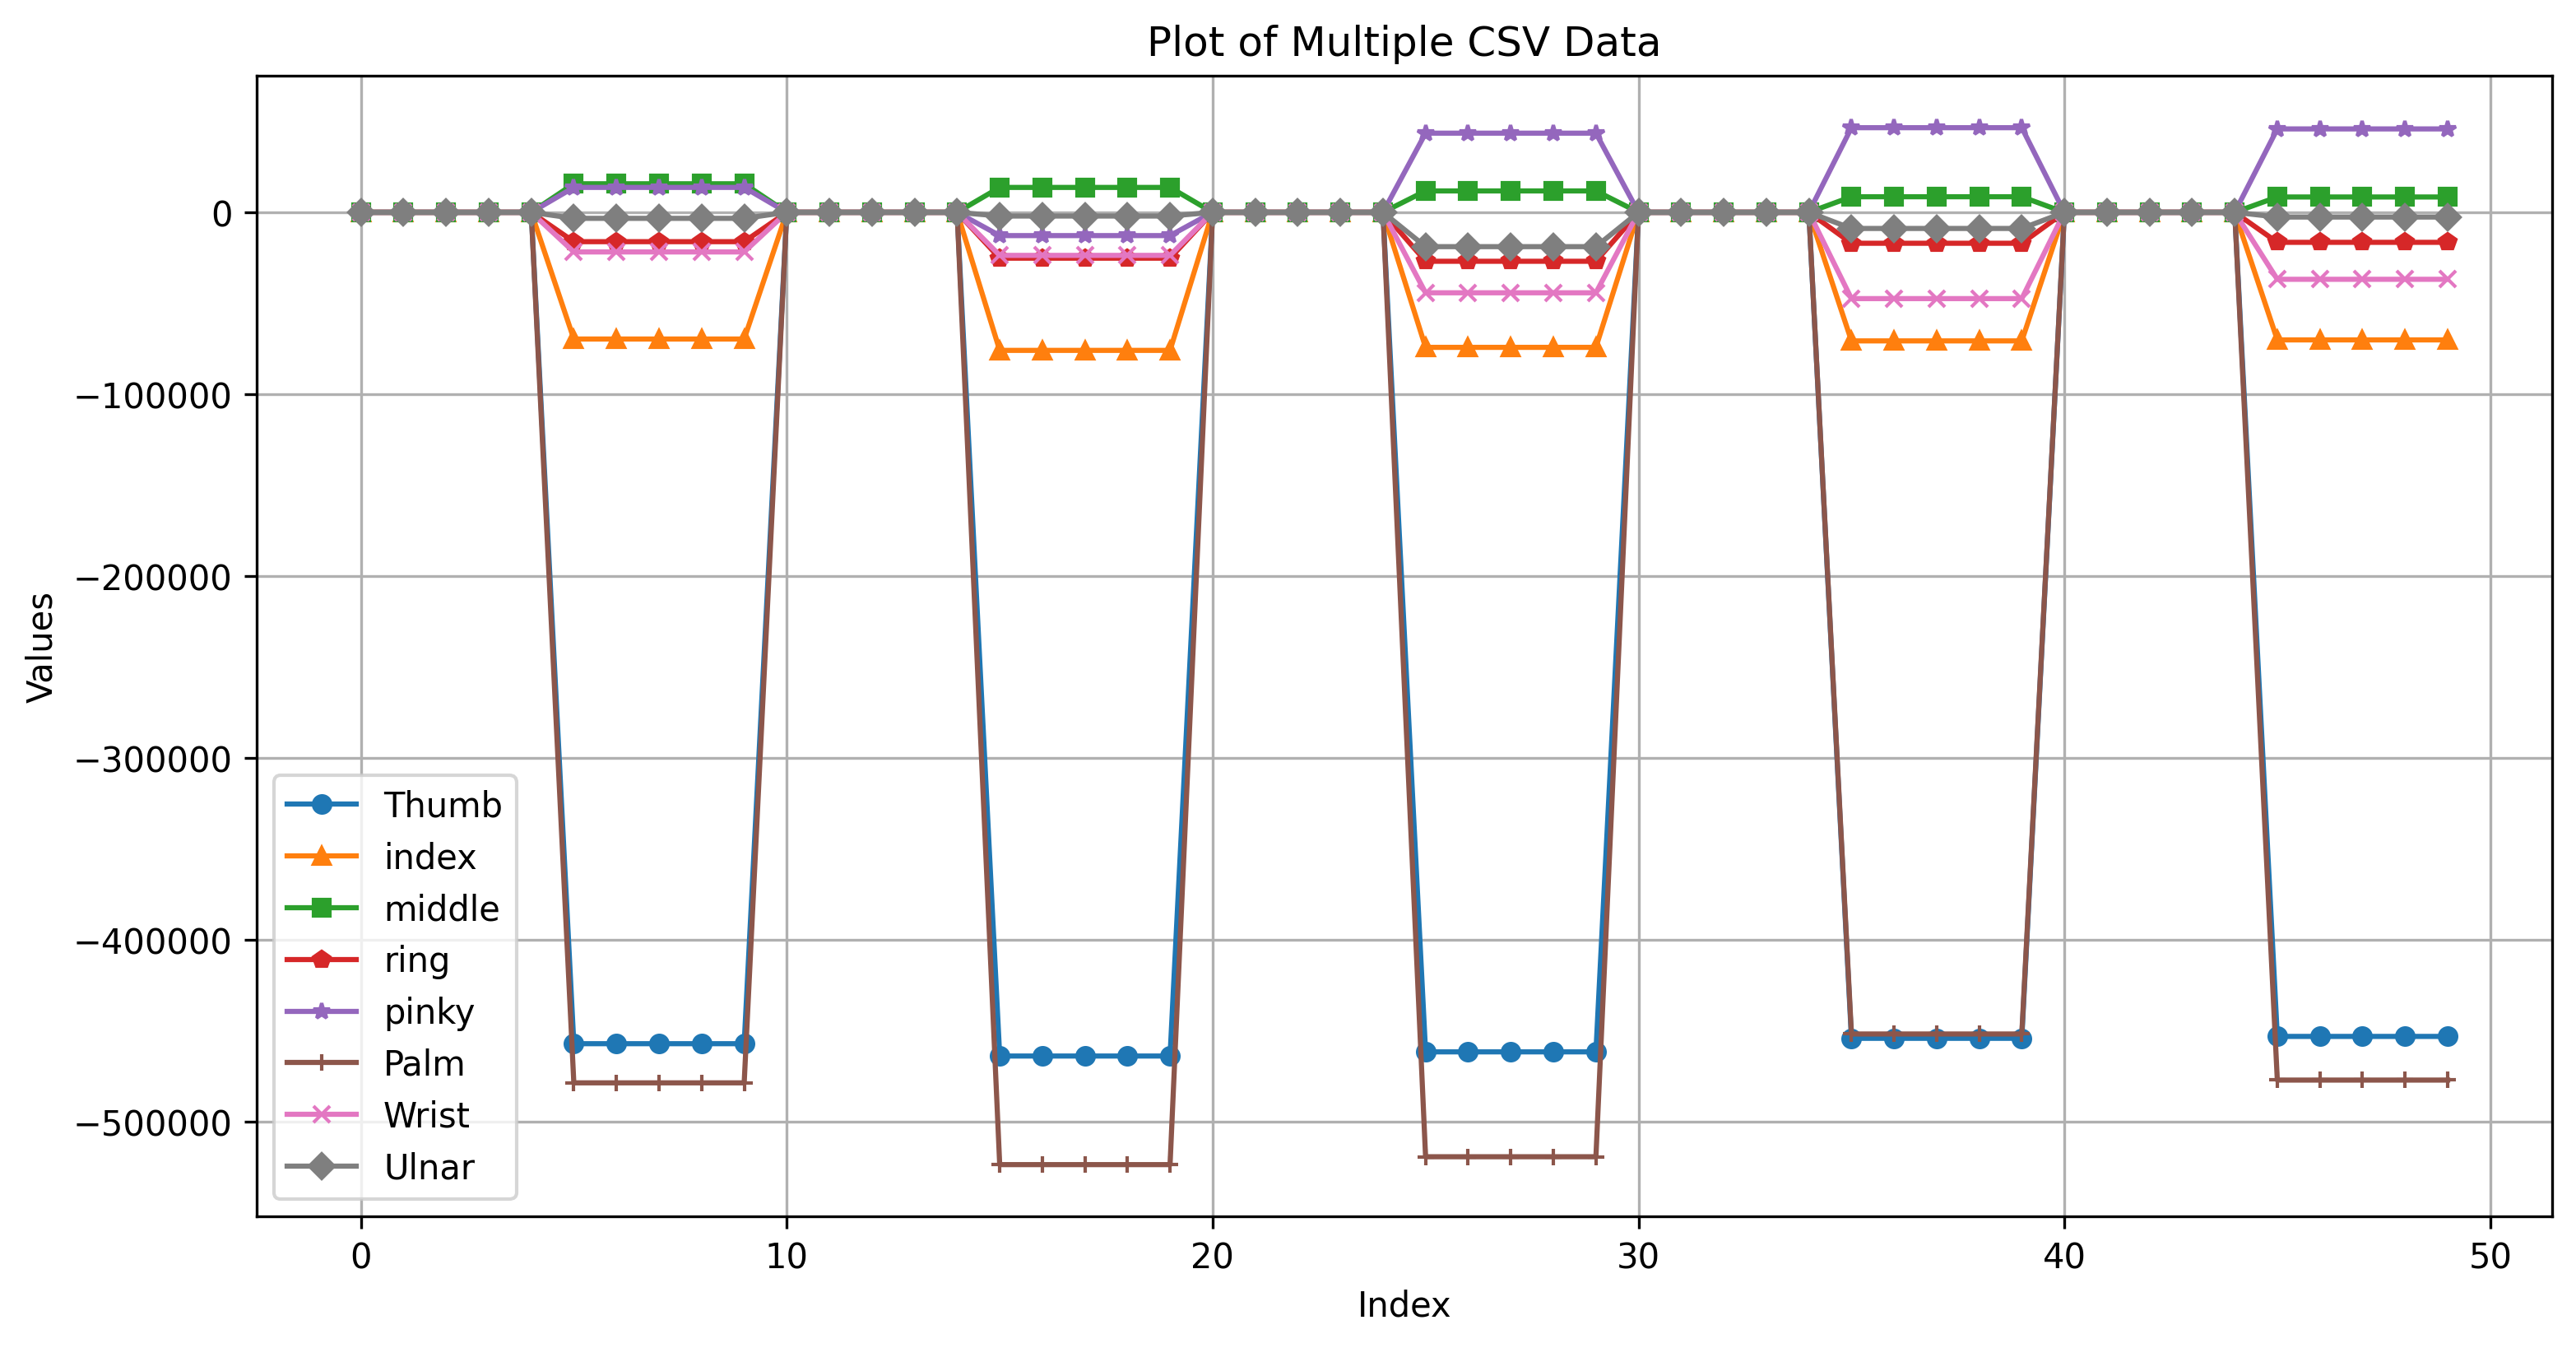 Plot of Multiple CSV Data
Values
0
−100000
−200000
−300000
−400000
−500000
Thumb
index
middle
ring
pinky
Palm
Wrist
Ulnar
0 10 20 30 40 50
Index